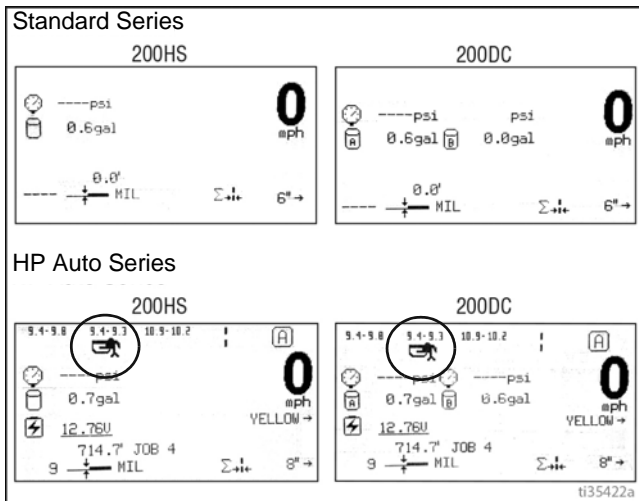 Standard Series
200HS
----psi
0.6gal
0
mph
0.0'
---- MIL
6"→
200DC
----psi psi
A 0.6gal B 0.0gal
0
mph
0.0'
---- MIL
6"→
HP Auto Series
200HS
9.4-9.8 9.4-9.3 10.9-10.2
A
----psi
0.7gal
0
mph
YELLOW→
12.76V
714.7' JOB 4
9 MIL
8"→
200DC
9.4-9.8 9.4-9.3 10.9-10.2
A
----psi ----psi
A 0.7gal B 0.6gal
0
mph
YELLOW→
12.76V
714.7' JOB 4
9 MIL
8"→
ti35422a